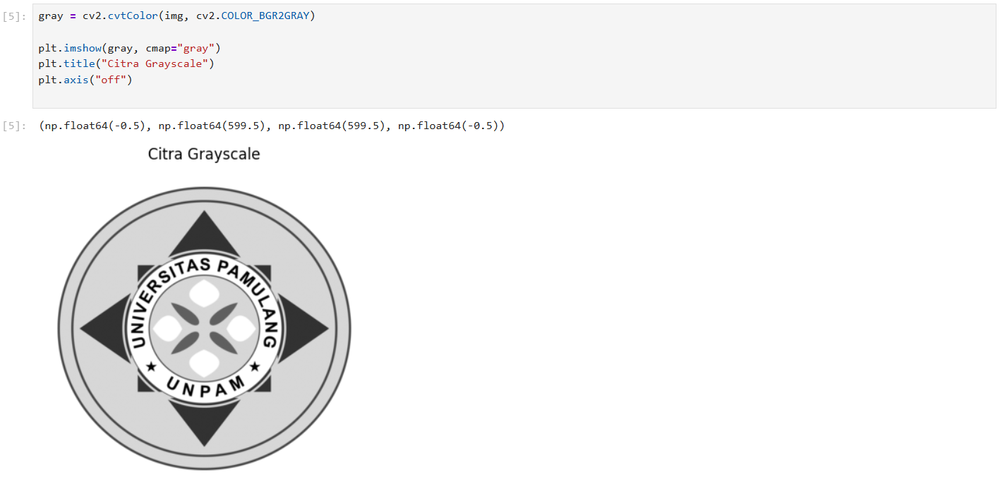 [5]: gray = cv2.cvtColor(img, cv2.COLOR_BGR2GRAY)
plt.imshow(gray, cmap="gray")
plt.title("Citra Grayscale")
plt.axis("off")
[5]: (np.float64(-0.5), np.float64(599.5), np.float64(599.5), np.float64(-0.5))
Citra Grayscale
UNIVERSITAS PAMULANG
★ UNPAM ★